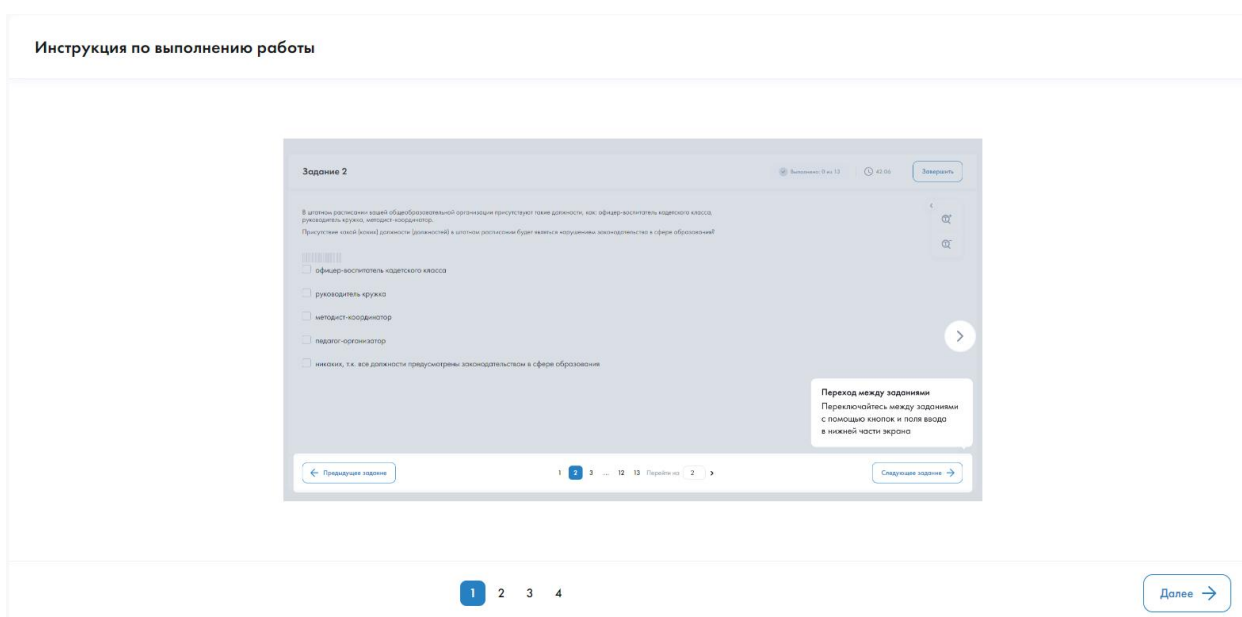 Инструкция по выполнению работы
Задание 2
Выполнено: 0 из 13
Завершить
В штатном расписании вашей общеобразовательной организации присутствуют такие должности, как: офицер-воспитатель кадетского класса,
руководитель кружка, методист-координатор.
Присутствие какой (каких) должности (должностей) в штатном расписании будет являться нарушением законодательства в сфере образования?
офицер-воспитатель кадетского класса
руководитель кружка
методист-координатор
педагог-организатор
никаких, т.к. все должности предусмотрены законодательством в сфере образования
Переход между заданиями
Переключайтесь между заданиями
с помощью кнопок и поля ввода
в нижней части экрана
Предыдущее задание
1 2 3 ... 12 13 Перейти на 2
Следующее задание
1 2 3 4
Далее